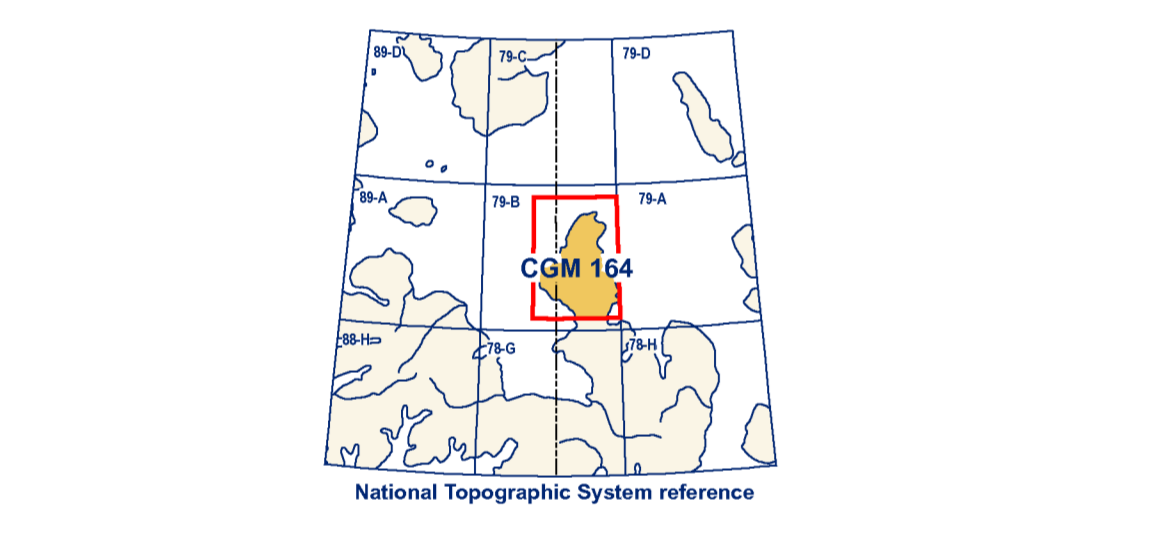 89-D
79-C
79-D
89-A
79-B
79-A
CGM 164
88-H
78-G
78-H
National Topographic System reference